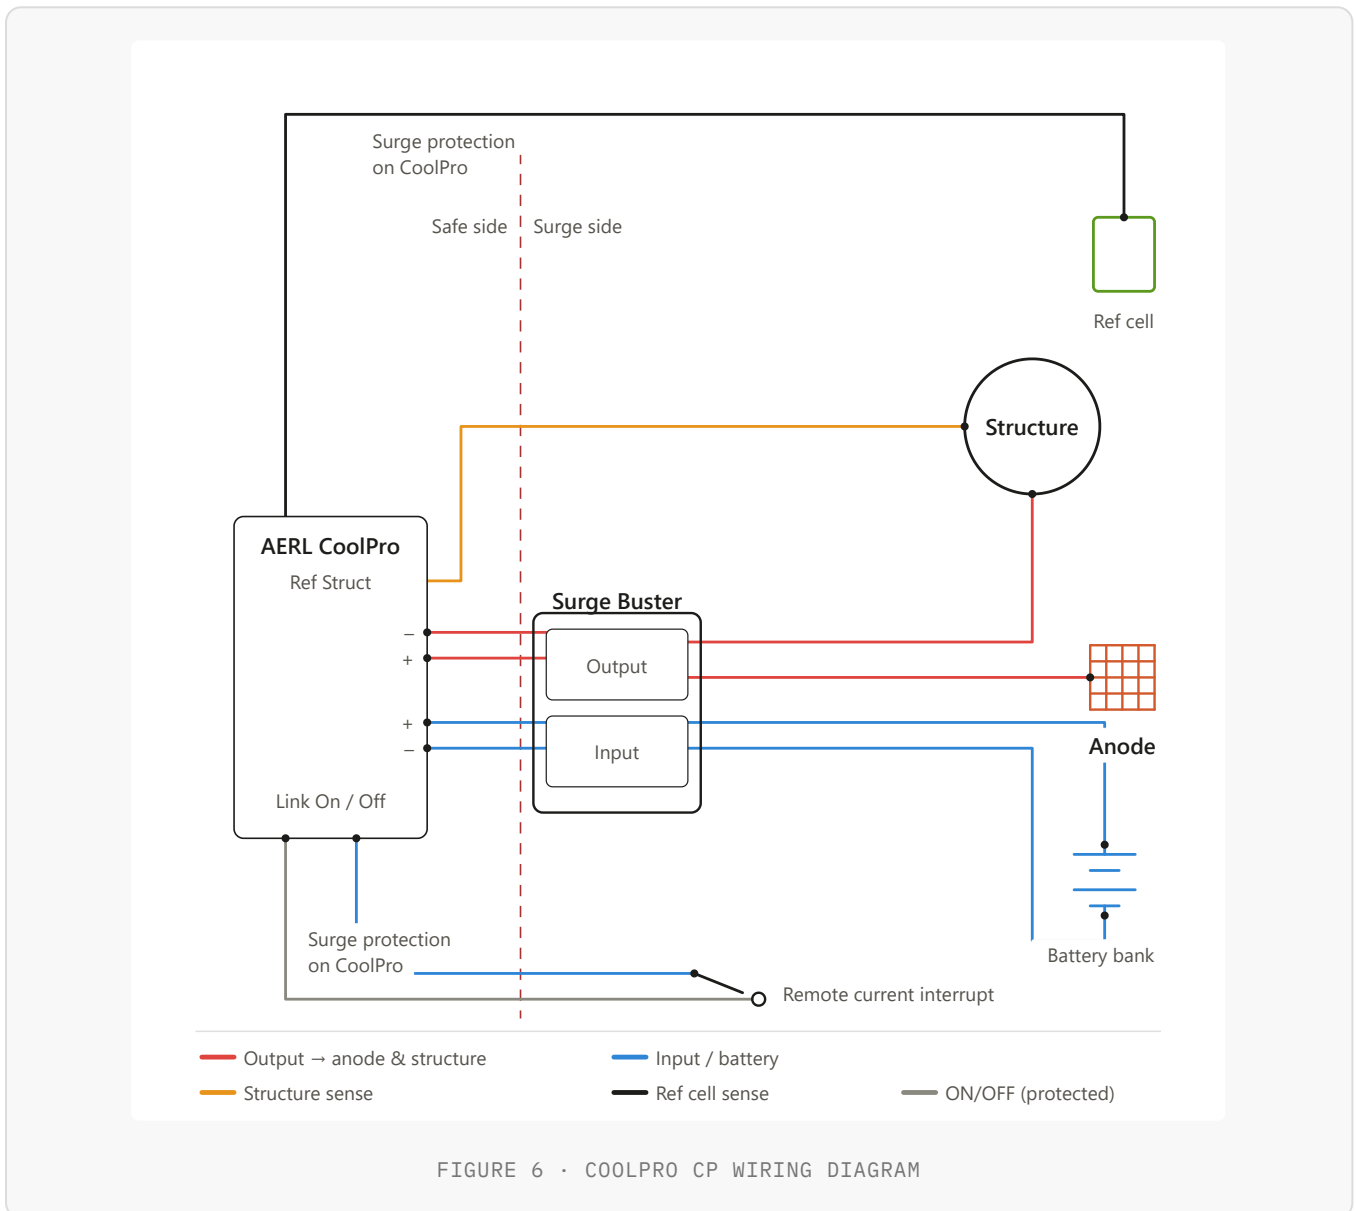 Surge protection
on CoolPro
Safe side
Surge side
Ref cell
Structure
AERL CoolPro
Ref Struct
Surge Buster
–
+
Output
+
–
Input
Anode
Link On / Off
Surge protection
on CoolPro
Battery bank
Remote current interrupt
Output → anode & structure
Input / battery
Structure sense
Ref cell sense
ON/OFF (protected)
FIGURE 6 · COOLPRO CP WIRING DIAGRAM